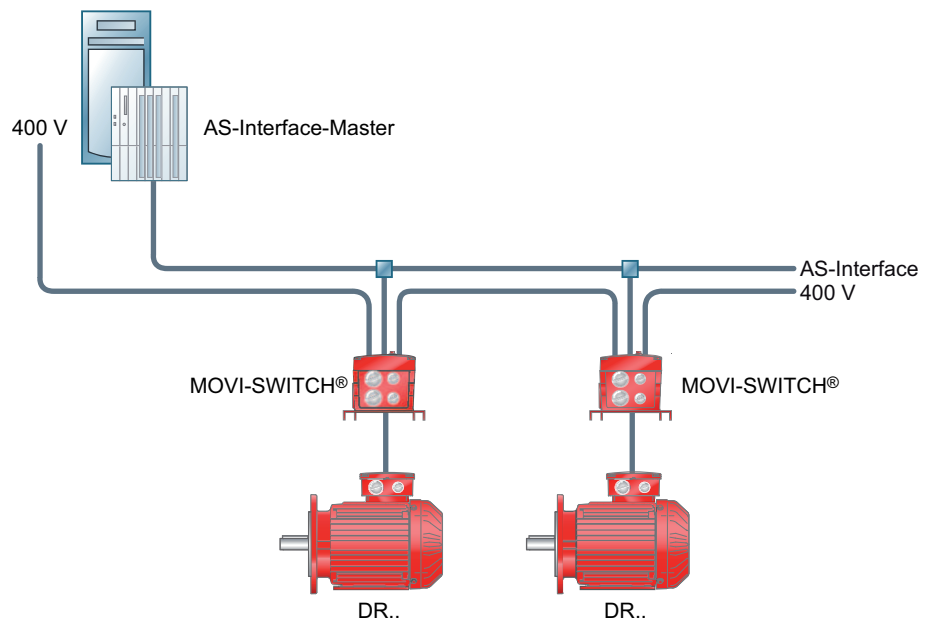 400 V
AS-Interface-Master
AS-Interface
400 V
MOVI-SWITCH®
MOVI-SWITCH®
DR..
DR..